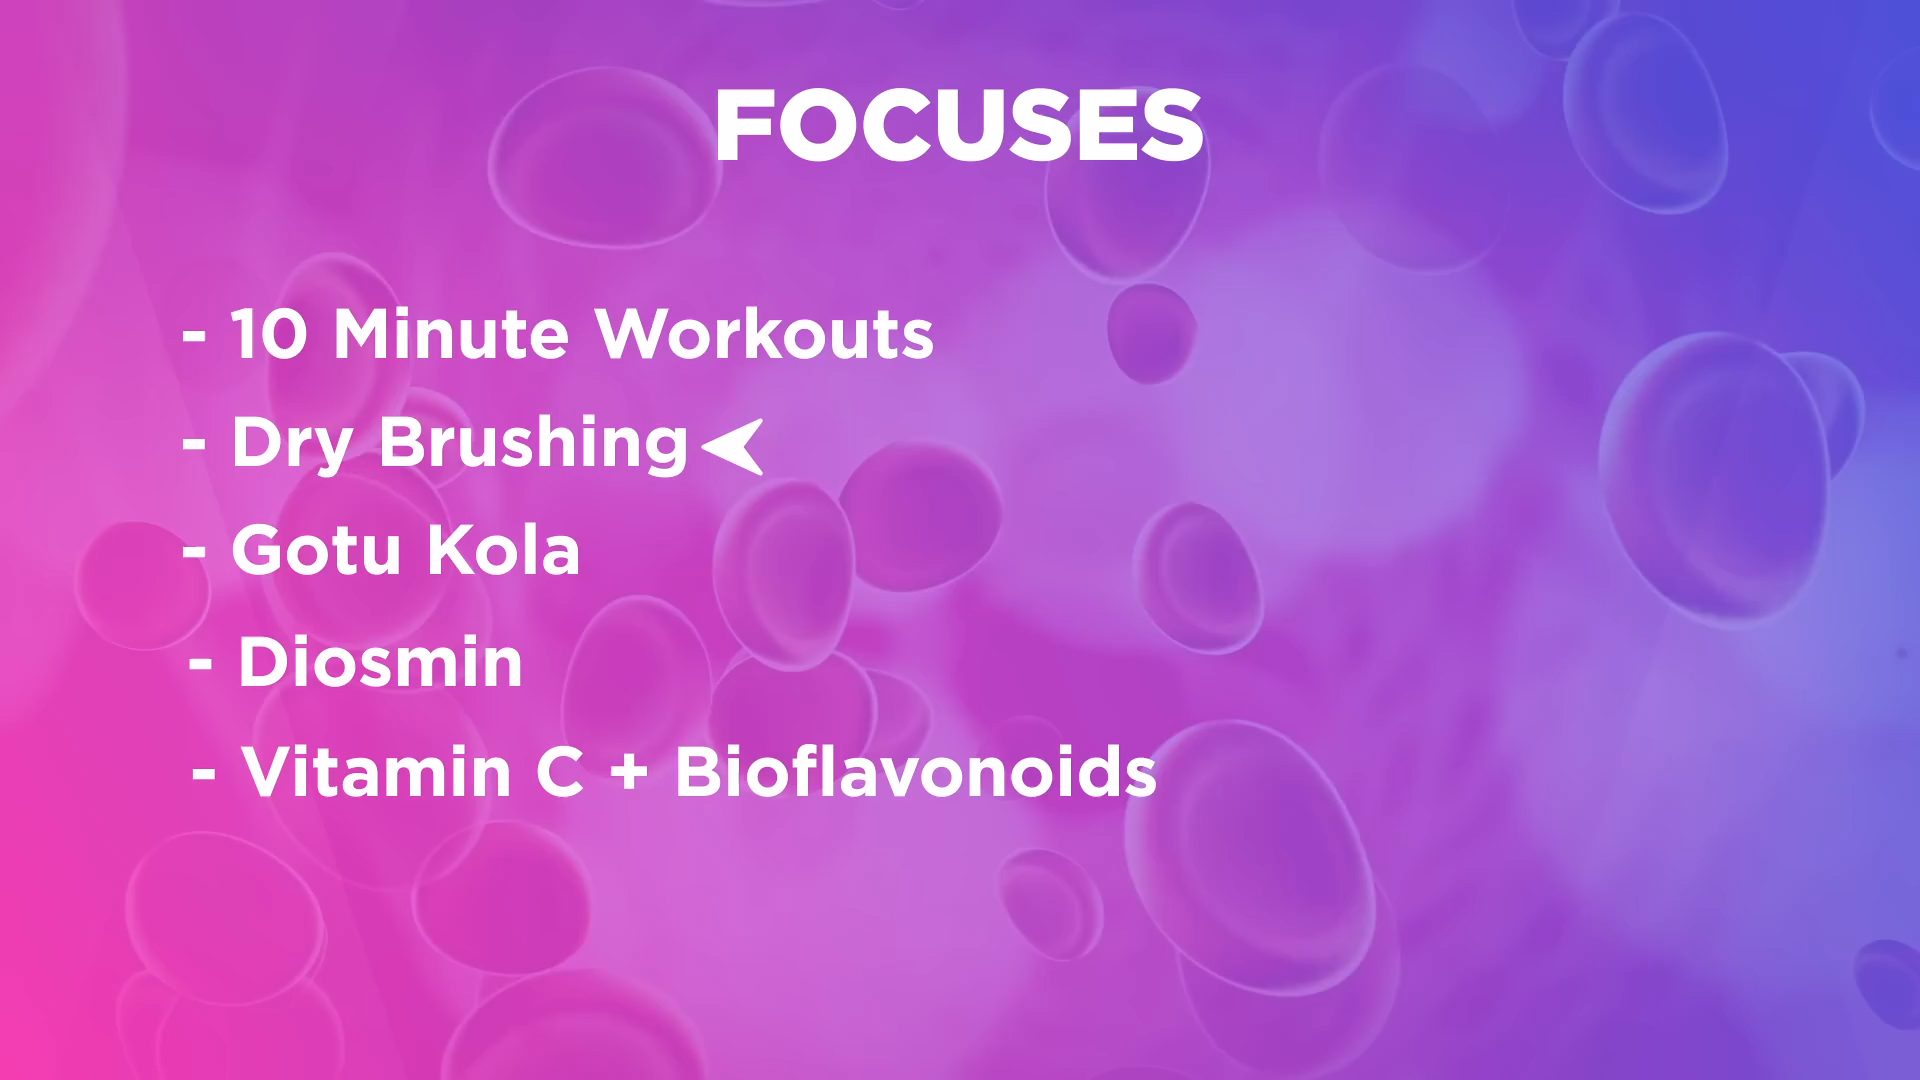 FOCUSES
- 10 Minute Workouts
- Dry Brushing
- Gotu Kola
- Diosmin
- Vitamin C + Bioflavonoids